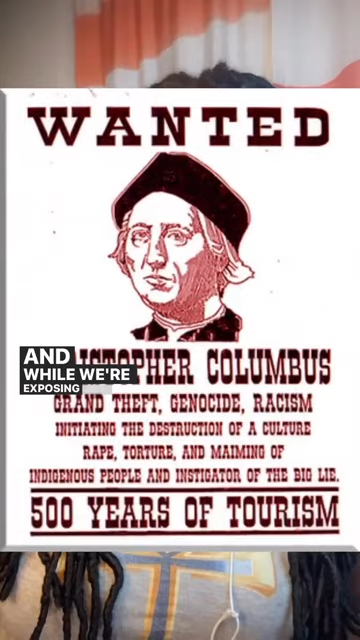 WANTED
AND
WHILE WE'RE
EXPOSING
ISTOPHER COLUMBUS
GRAND THEFT, GENOCIDE, RACISM
INITIATING THE DESTRUCTION OF A CULTURE
RAPE, TORTURE, AND MAIMING OF
INDIGENOUS PEOPLE AND INSTIGATOR OF THE BIG LIE.
500 YEARS OF TOURISM